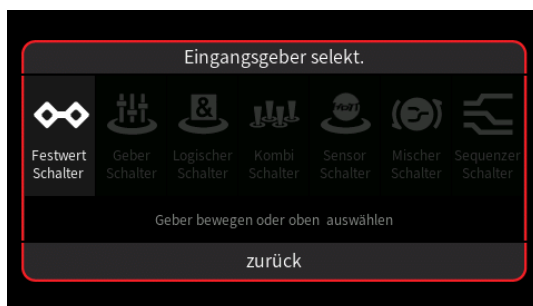 Eingangsgeber selekt.
Festwert Geber Logischer Kombi Sensor Mischer Sequenzer
Schalter Schalter Schalter Schalter Schalter Schalter Schalter
Geber bewegen oder oben auswählen
zurück